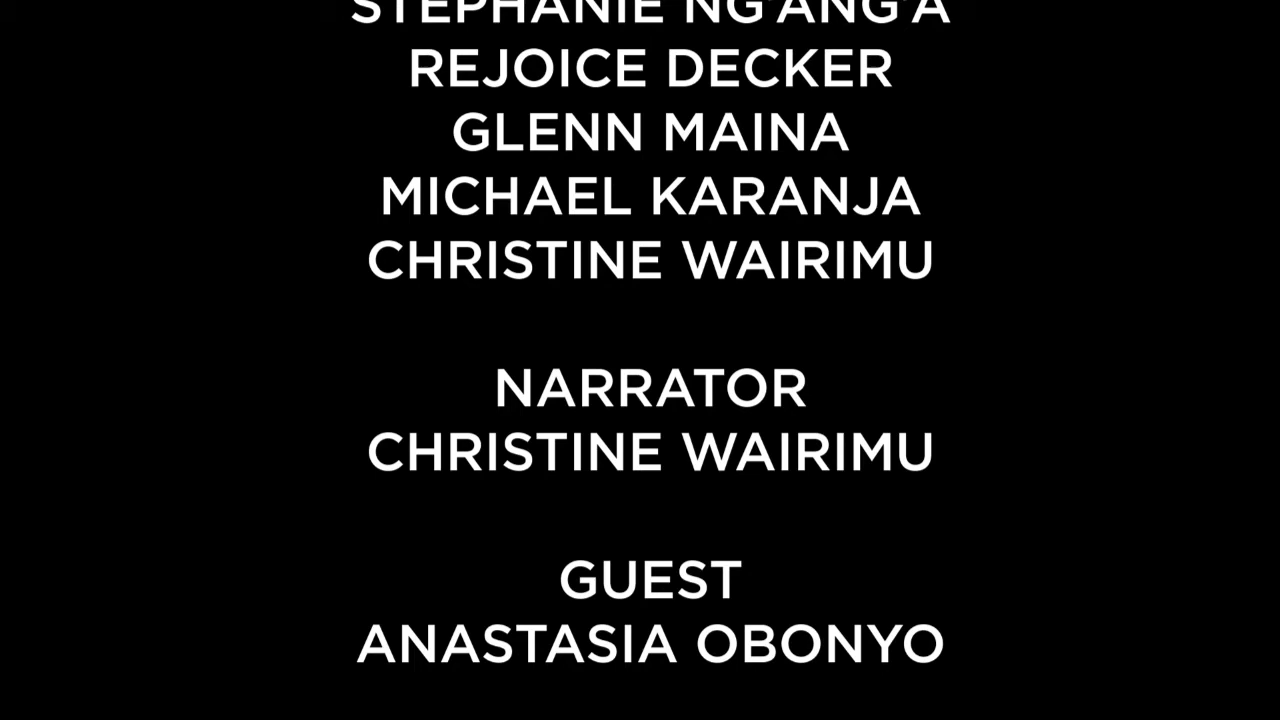 STEPHANIE NG'ANG'A
REJOICE DECKER
GLENN MAINA
MICHAEL KARANJA
CHRISTINE WAIRIMU
NARRATOR
CHRISTINE WAIRIMU
GUEST
ANASTASIA OBONYO